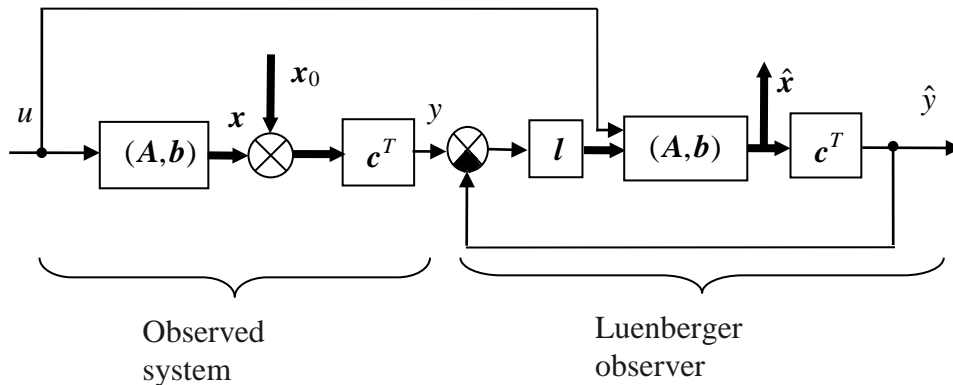 x₀
x̂
ŷ
u
x
y
(A,b)
cᵀ
l
(A,b)
cᵀ
Observed
system
Luenberger
observer